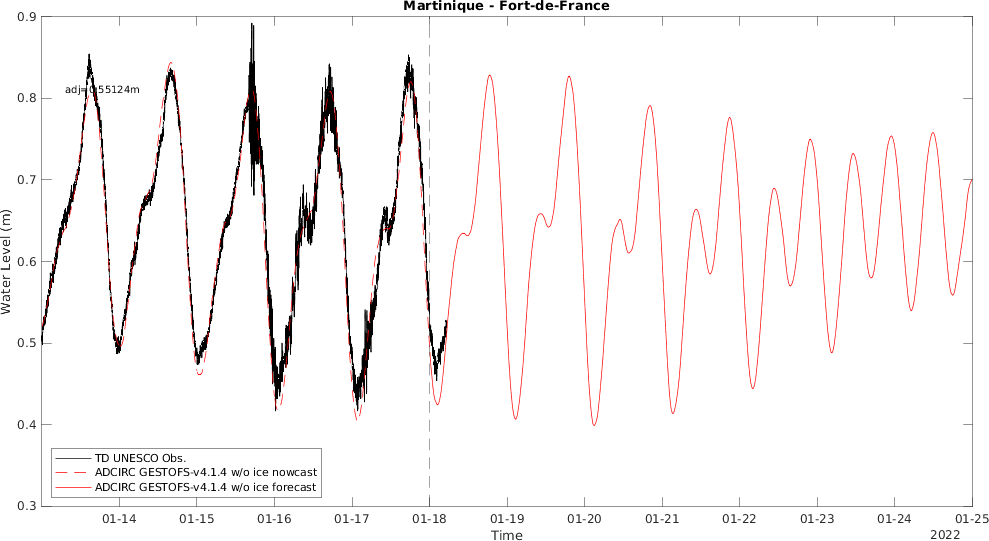 Martinique - Fort-de-France
0.9
0.8
0.7
0.6
0.5
0.4
0.3
Water Level (m)
adj= 0.55124m
TD UNESCO Obs.
ADCIRC GESTOFS-v4.1.4 w/o ice nowcast
ADCIRC GESTOFS-v4.1.4 w/o ice forecast
01-14 01-15 01-16 01-17 01-18 01-19 01-20 01-21 01-22 01-23 01-24 01-25
Time
2022